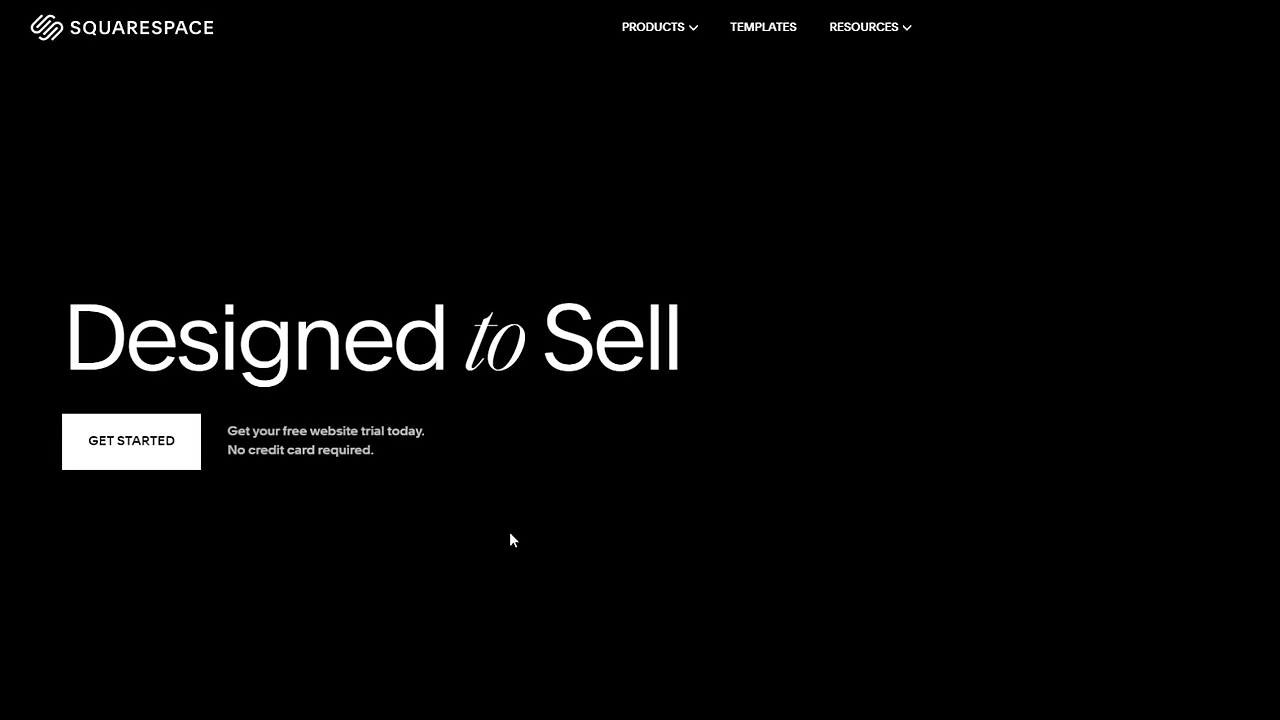 SQUARESPACE
PRODUCTS
TEMPLATES
RESOURCES
Designed to Sell
GET STARTED
Get your free website trial today.
No credit card required.